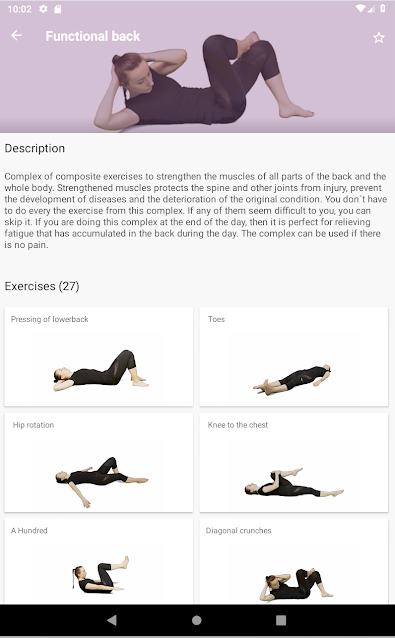 10:02
Functional back
Description
Complex of composite exercises to strengthen the muscles of all parts of the back and the
whole body. Strengthened muscles protects the spine and other joints from injury, prevent
the development of diseases and the deterioration of the original condition. You don`t have
to do every the exercise from this complex. If any of them seem difficult to you, you can
skip it. If you are doing this complex at the end of the day, then it is perfect for relieving
fatigue that has accumulated in the back during the day. The complex can be used if there
is no pain.
Exercises (27)
Pressing of lowerback
Toes
Hip rotation
Knee to the chest
A Hundred
Diagonal crunches